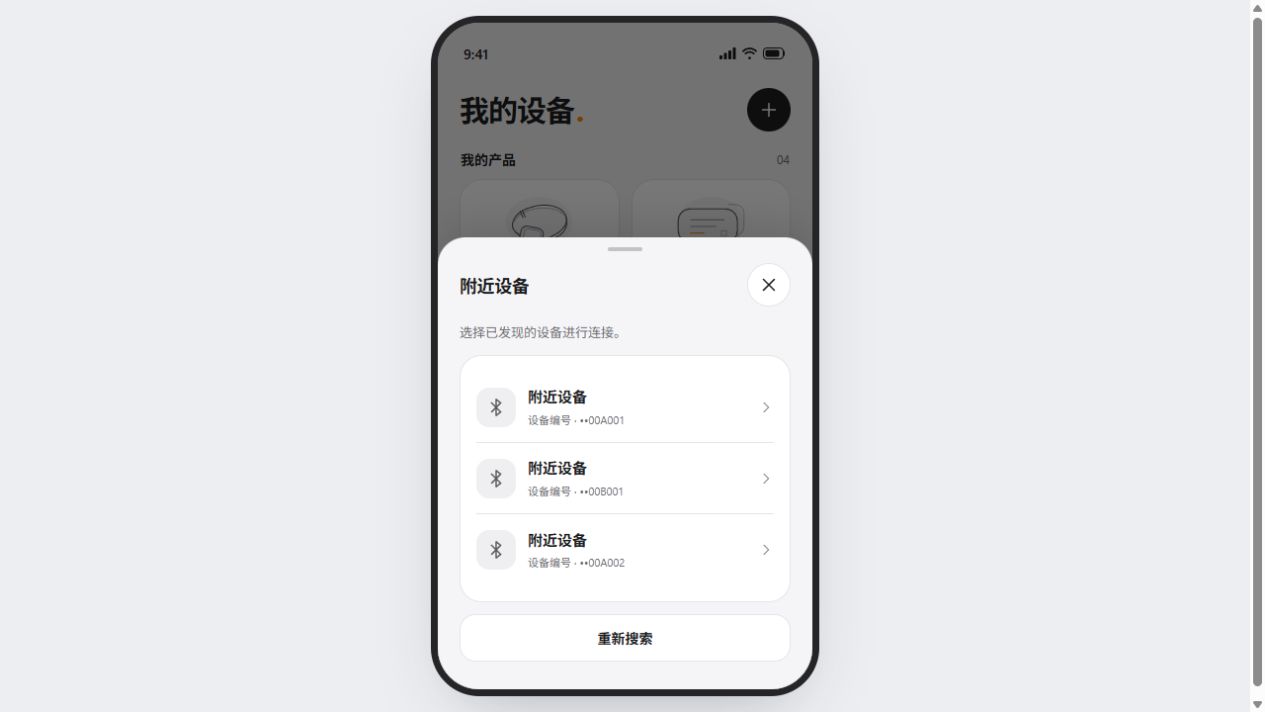 9:41
我的设备.
我的产品
04
附近设备
选择已发现的设备进行连接。
附近设备
设备编号 · ••00A001
附近设备
设备编号 · ••00B001
附近设备
设备编号 · ••00A002
重新搜索